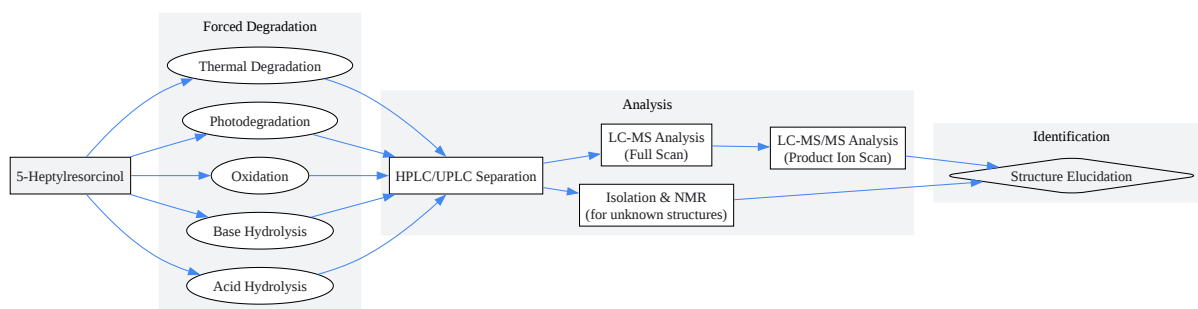 Forced Degradation
Thermal Degradation
Photodegradation
Oxidation
Base Hydrolysis
Acid Hydrolysis
5-Heptylresorcinol
Analysis
HPLC/UPLC Separation
LC-MS Analysis
(Full Scan)
LC-MS/MS Analysis
(Product Ion Scan)
Isolation & NMR
(for unknown structures)
Identification
Structure Elucidation